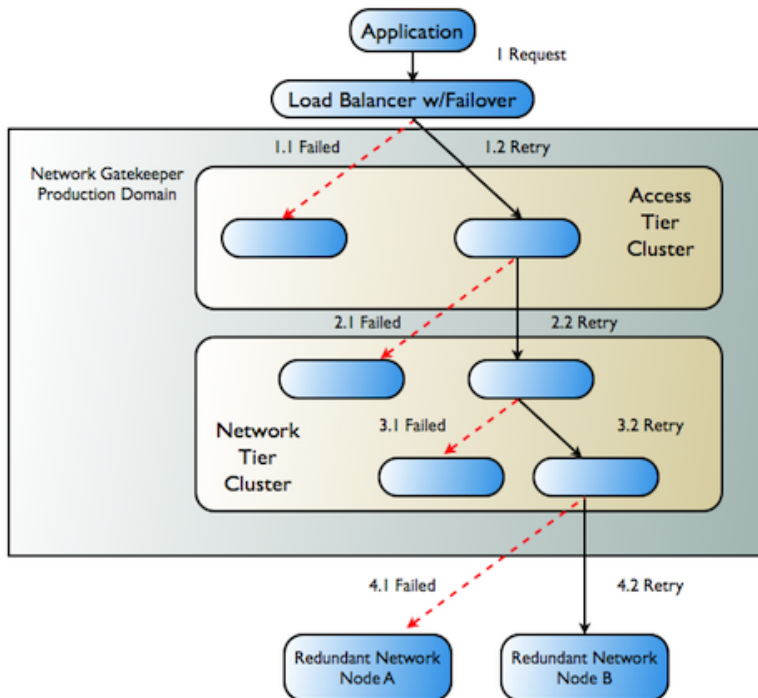 Application
1 Request
Load Balancer w/Failover
1.1 Failed
1.2 Retry
Network Gatekeeper
Production Domain
Access
Tier
Cluster
2.1 Failed
2.2 Retry
3.1 Failed
3.2 Retry
Network
Tier
Cluster
4.1 Failed
4.2 Retry
Redundant Network
Node A
Redundant Network
Node B